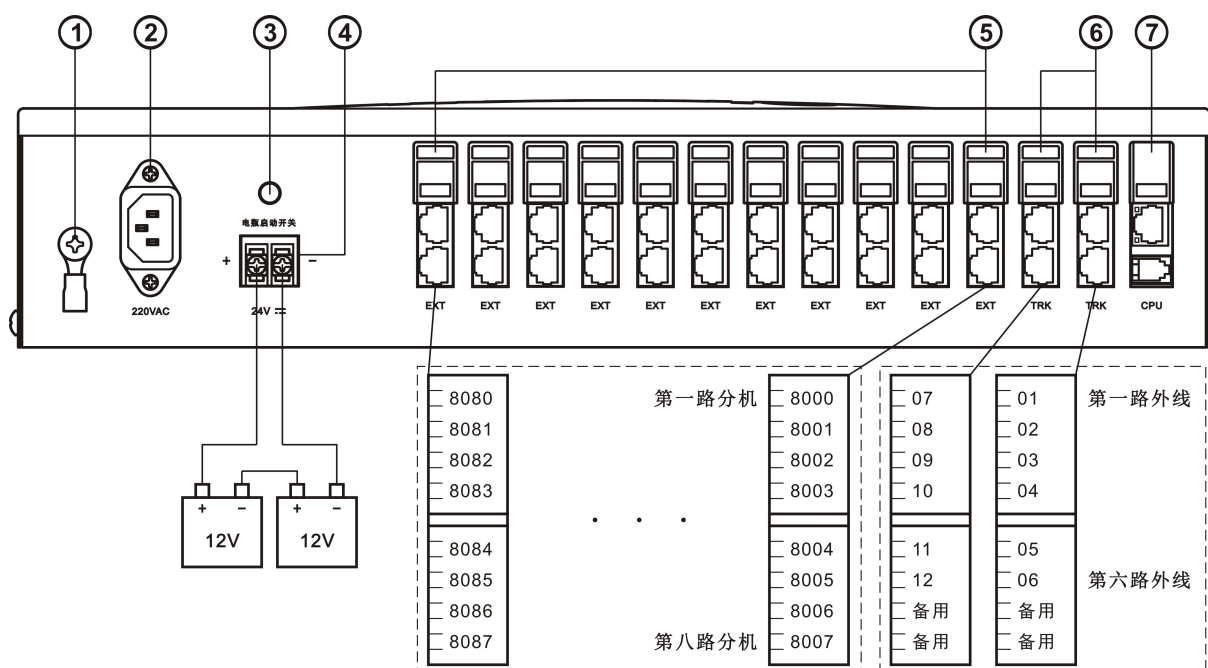 ① ② ③ ④ ⑤ ⑥ ⑦
电瓶启动开关
+ −
220VAC
24V
EXT EXT EXT EXT EXT EXT EXT EXT EXT EXT EXT TRK TRK CPU
+ − + −
12V 12V
8080
8081
8082
8083
8084
8085
8086
8087
. . .
第一路分机
第八路分机
8000
8001
8002
8003
8004
8005
8006
8007
07
08
09
10
11
12
备用
备用
01
02
03
04
05
06
备用
备用
第一路外线
第六路外线